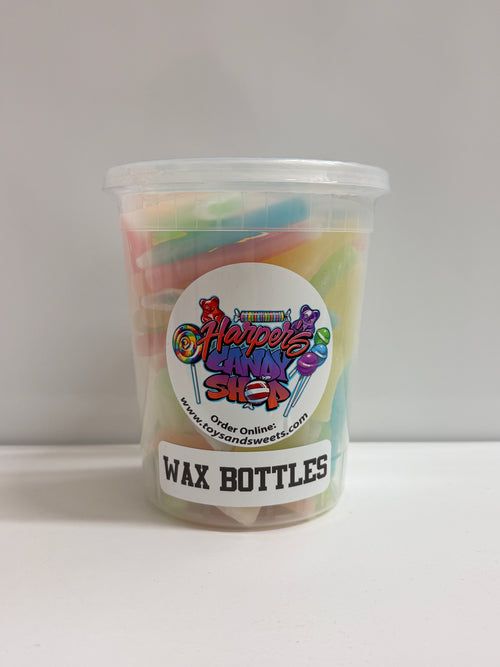 Harper's
CANDY
SHOP
Order Online:
www.toysandsweets.com
WAX BOTTLES